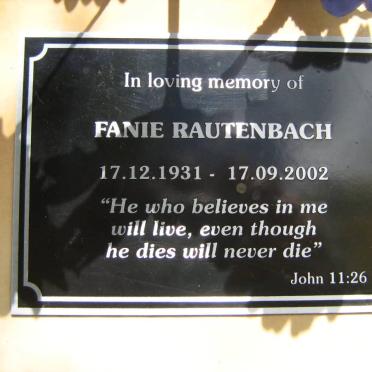 In loving memory of
FANIE RAUTENBACH
17.12.1931 - 17.09.2002
“He who believes in me
will live, even though
he dies will never die”
John 11:26